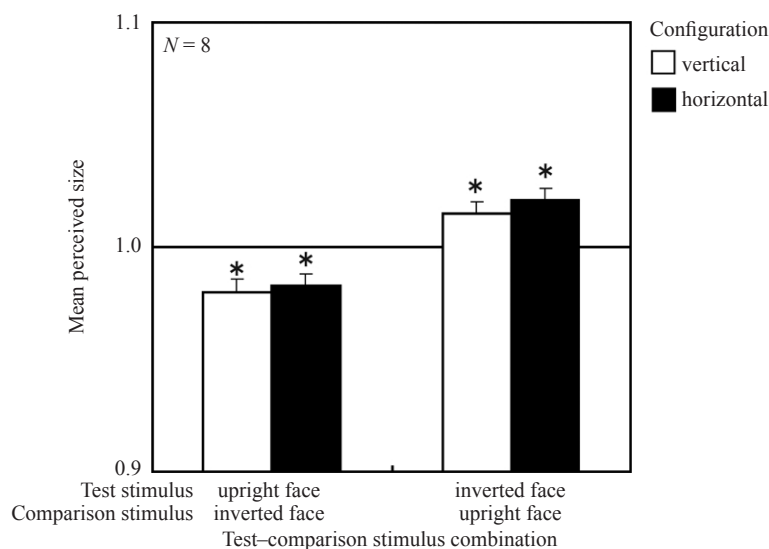 1.1
N = 8
Configuration
vertical
horizontal
Mean perceived size
*
*
*
*
1.0
0.9
Test stimulus upright face inverted face
Comparison stimulus inverted face upright face
Test–comparison stimulus combination